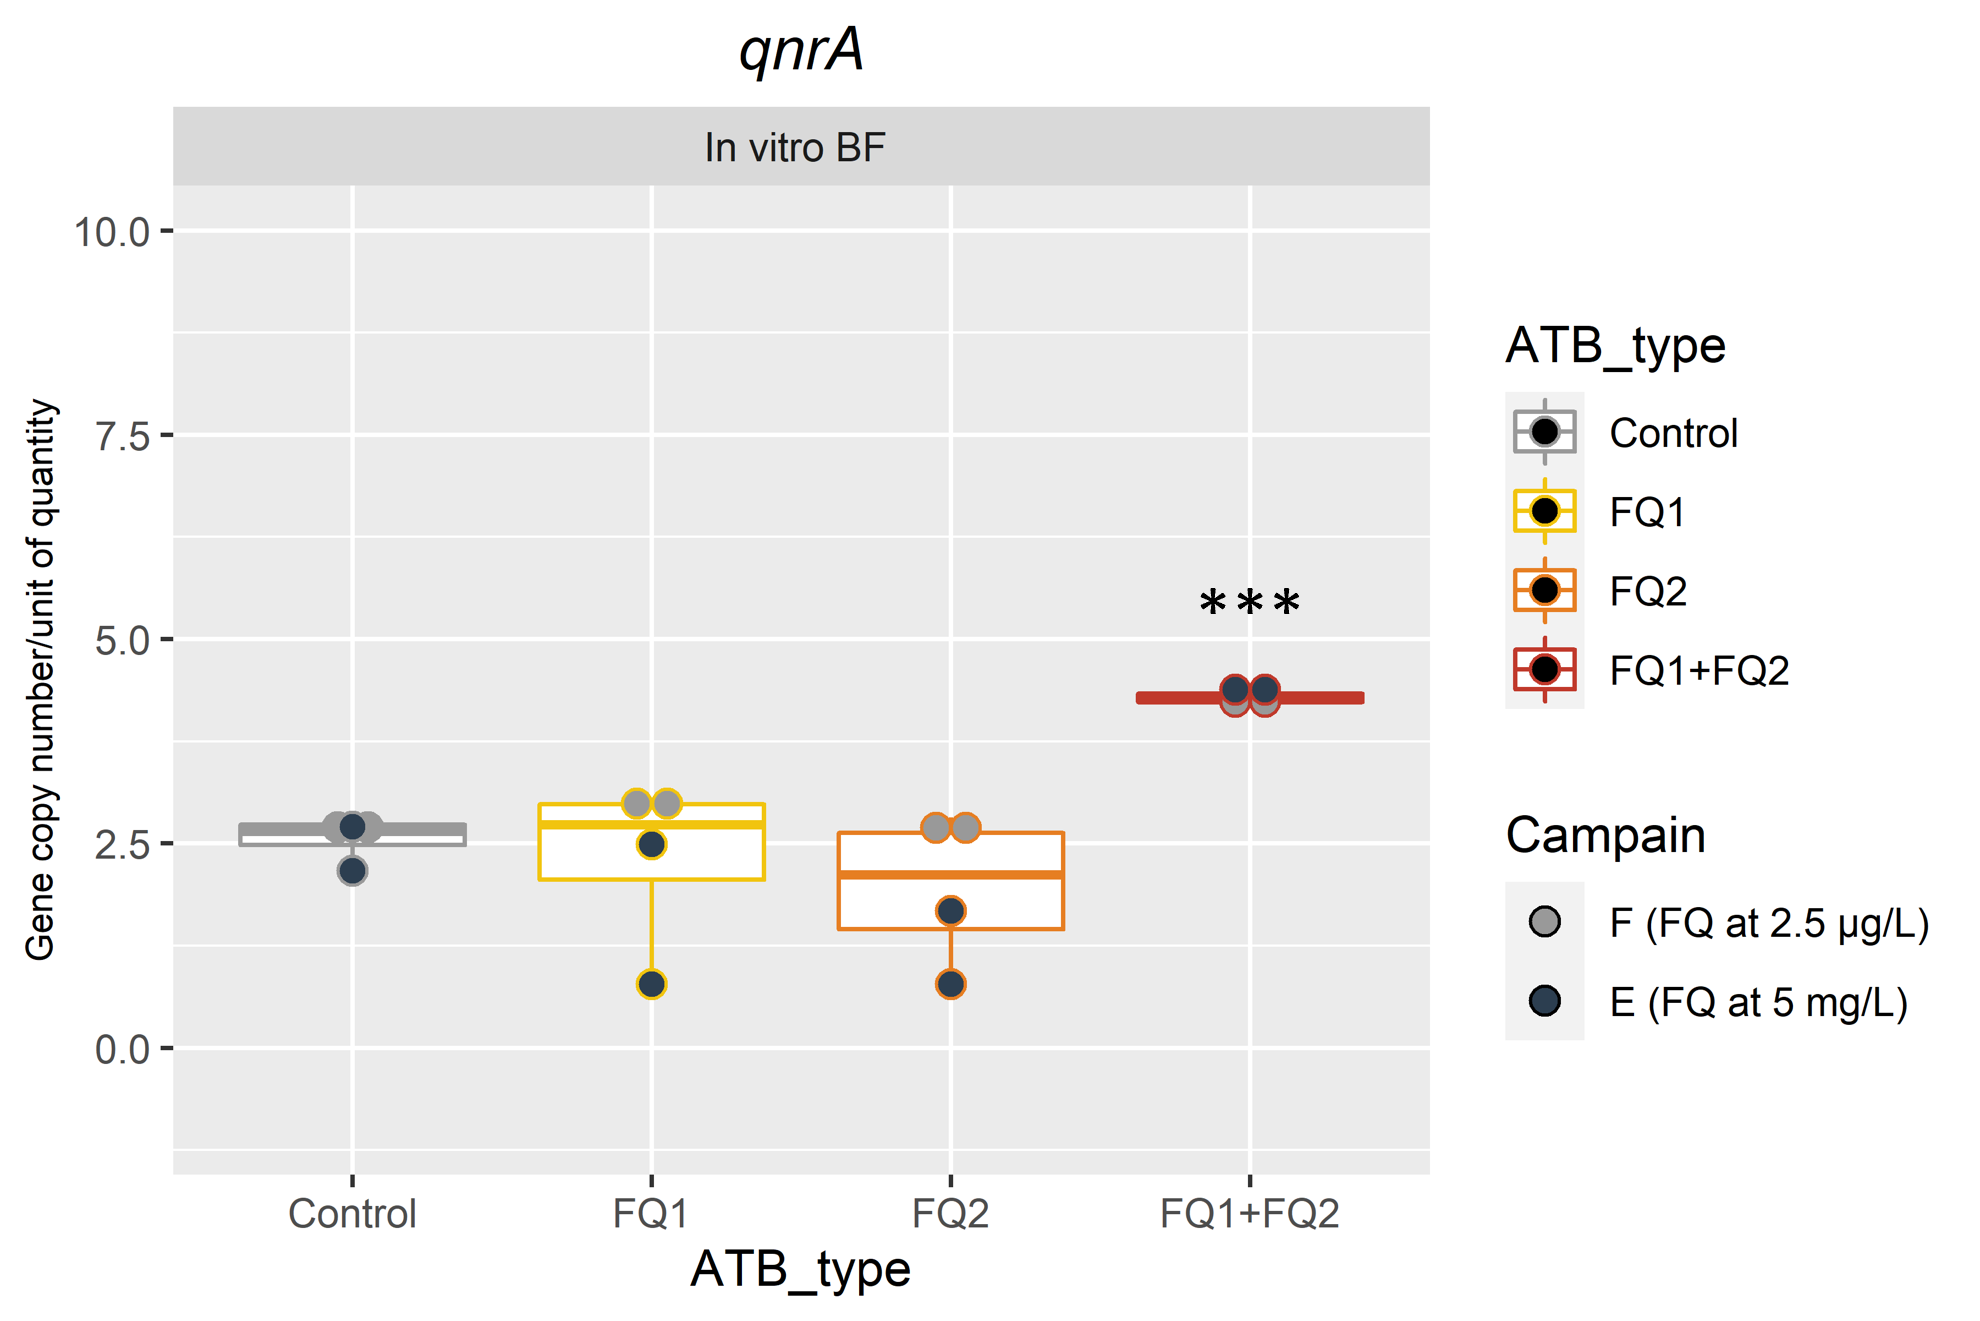 qnrA
In vitro BF
10.0
7.5
5.0
2.5
0.0
Gene copy number/unit of quantity
***
Control
FQ1
FQ2
FQ1+FQ2
ATB_type
ATB_type
Control
FQ1
FQ2
FQ1+FQ2
Campain
F (FQ at 2.5 µg/L)
E (FQ at 5 mg/L)